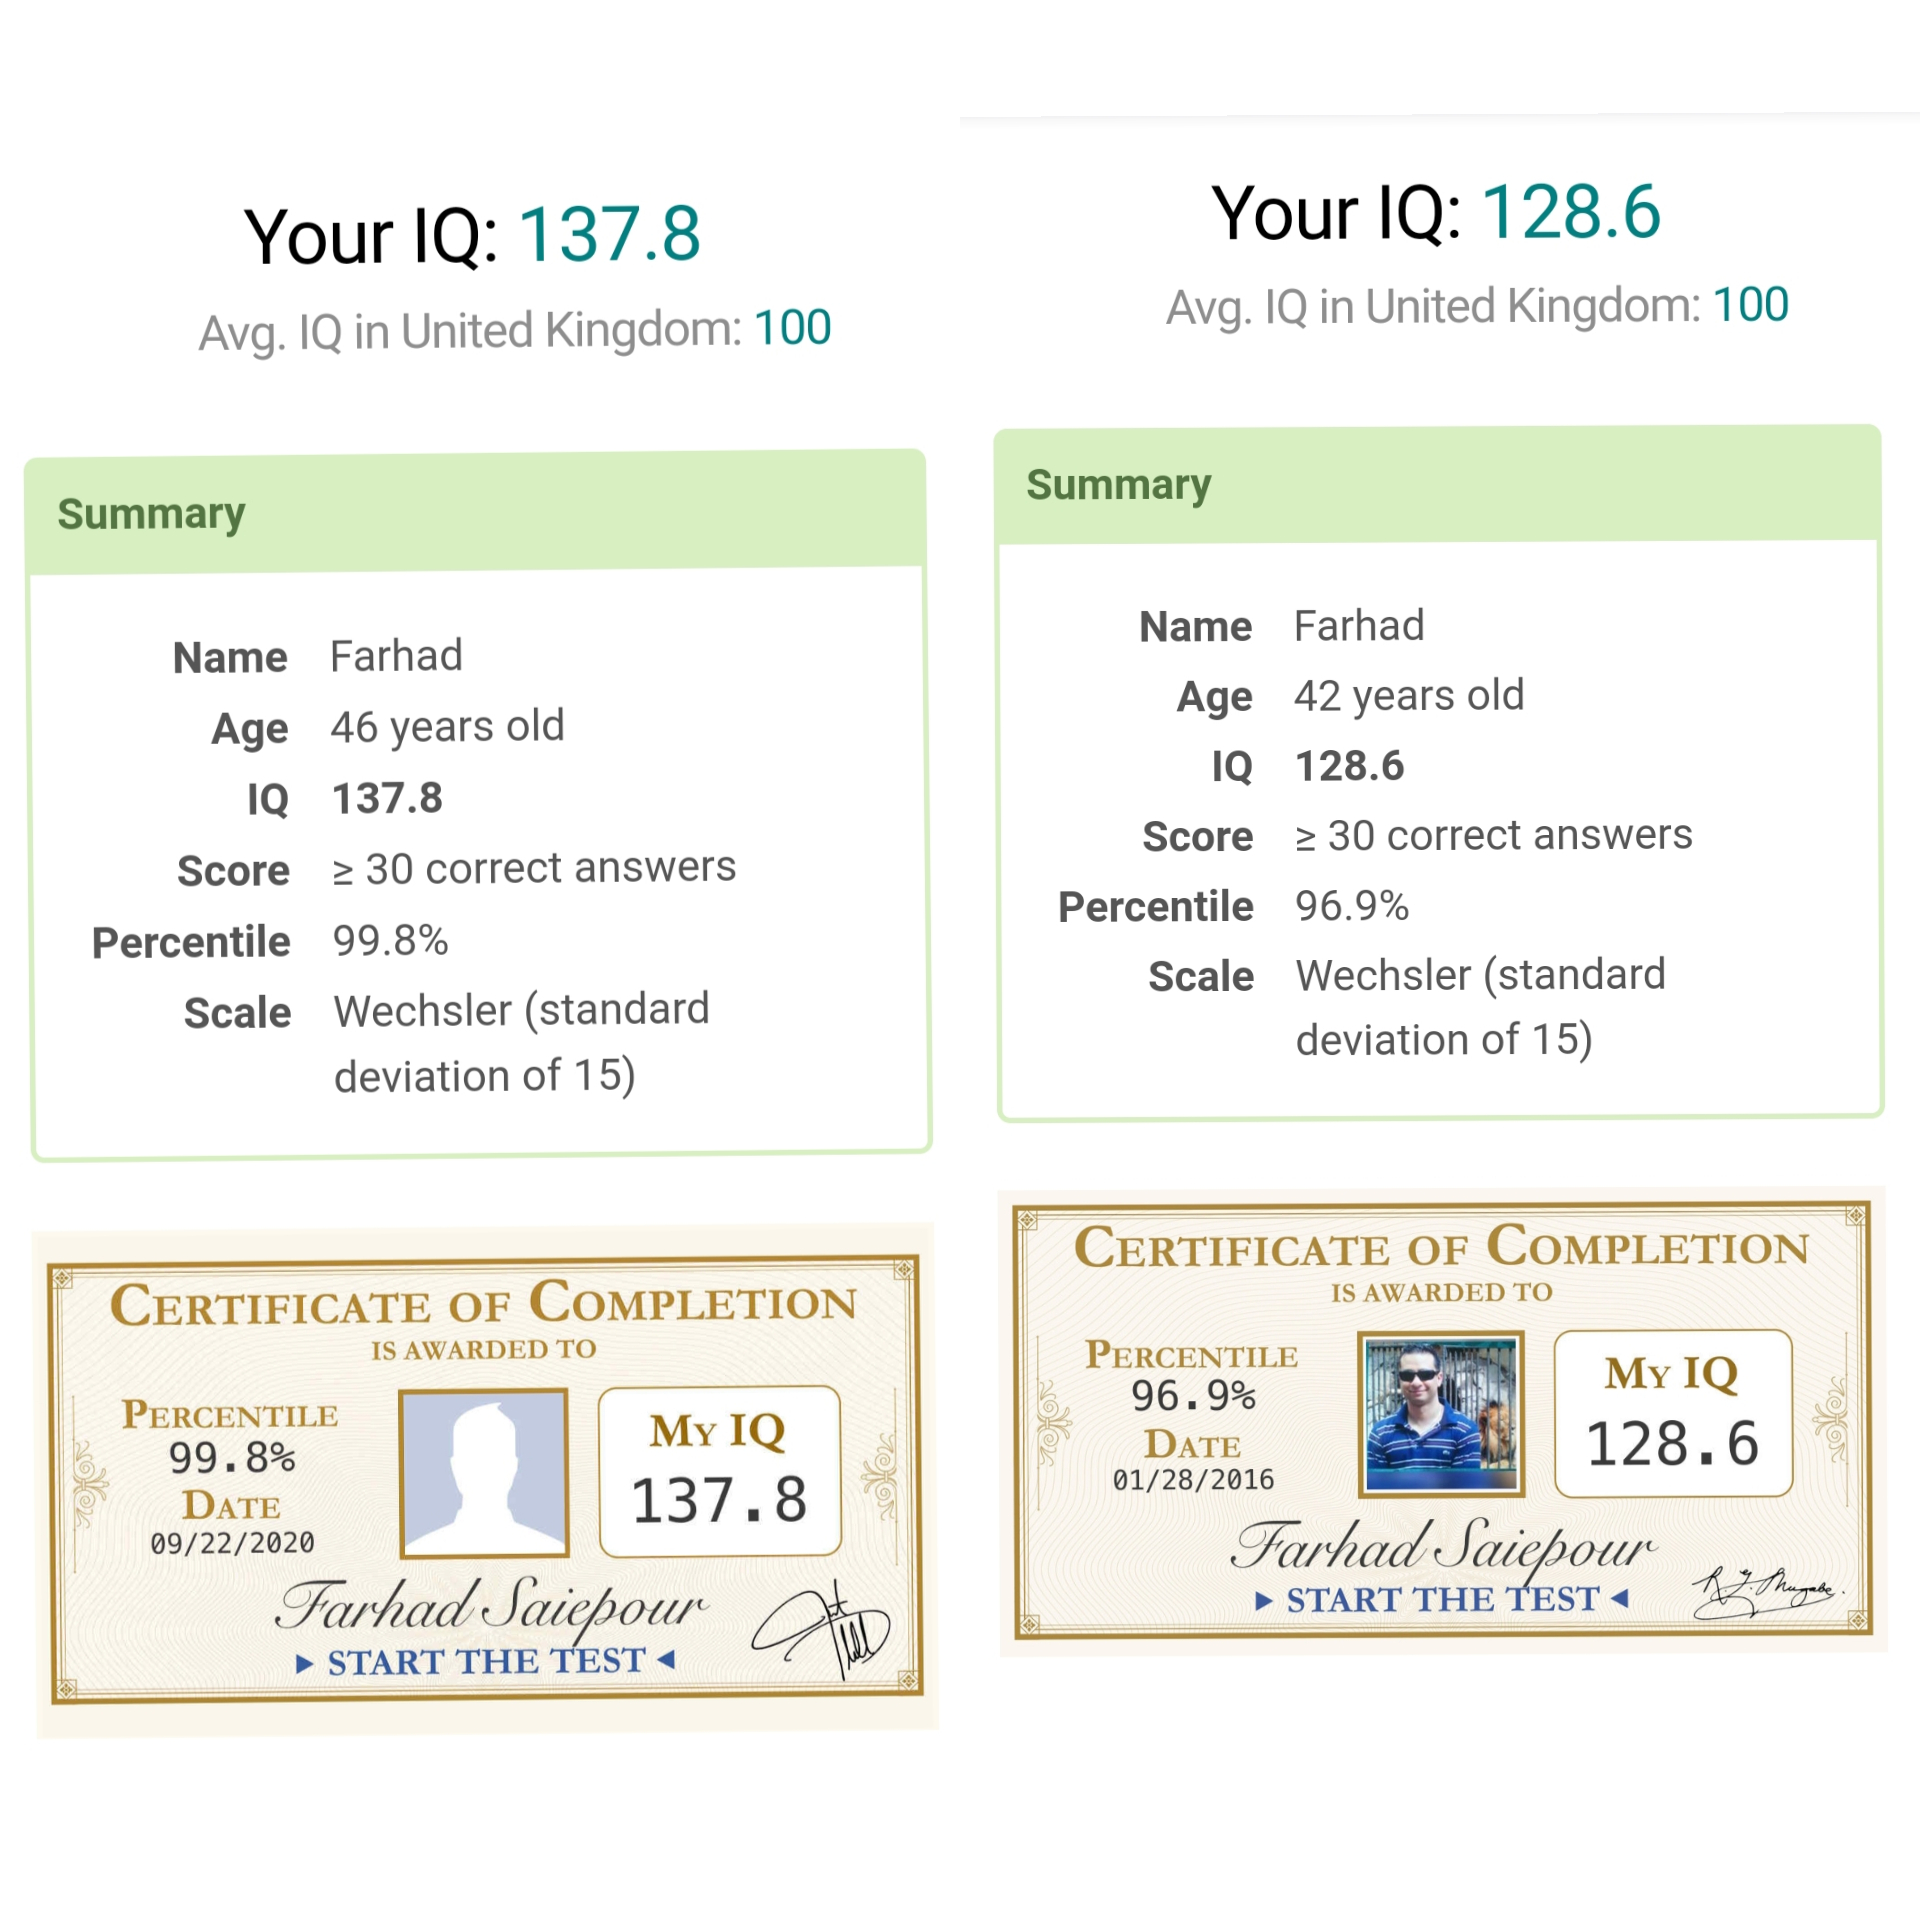 Your IQ: 137.8
Avg. IQ in United Kingdom: 100
Summary
Name Farhad
Age 46 years old
IQ 137.8
Score ≥ 30 correct answers
Percentile 99.8%
Scale Wechsler (standard
deviation of 15)
CERTIFICATE OF COMPLETION
IS AWARDED TO
PERCENTILE
99.8%
DATE
09/22/2020
MY IQ
137.8
Farhad Saiepour
► START THE TEST ◄
Your IQ: 128.6
Avg. IQ in United Kingdom: 100
Summary
Name Farhad
Age 42 years old
IQ 128.6
Score ≥ 30 correct answers
Percentile 96.9%
Scale Wechsler (standard
deviation of 15)
CERTIFICATE OF COMPLETION
IS AWARDED TO
PERCENTILE
96.9%
DATE
01/28/2016
MY IQ
128.6
Farhad Saiepour
► START THE TEST ◄